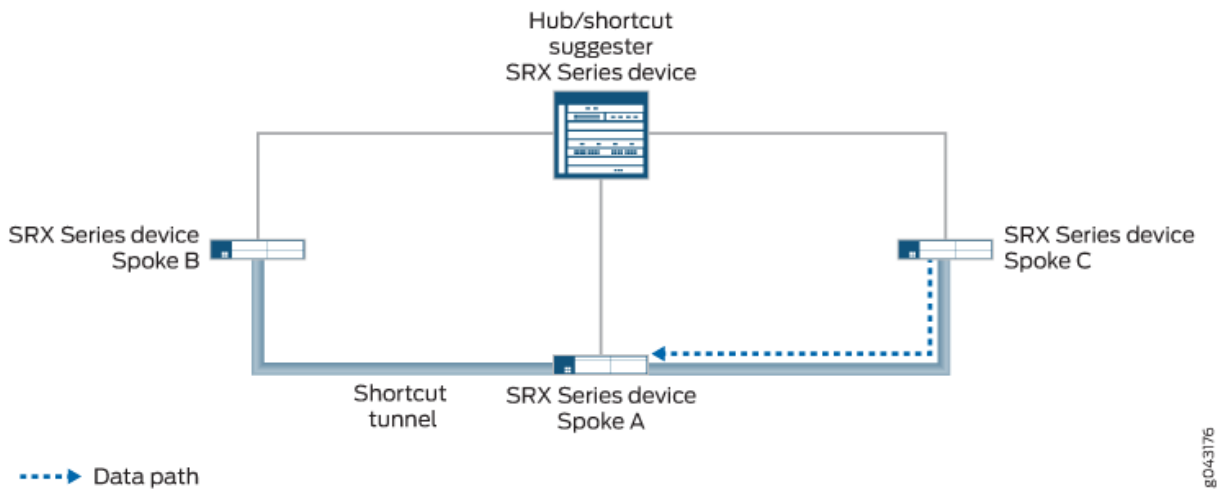 Hub/shortcut
suggester
SRX Series device
SRX Series device
Spoke B
SRX Series device
Spoke C
Shortcut
tunnel
SRX Series device
Spoke A
Data path
g043176